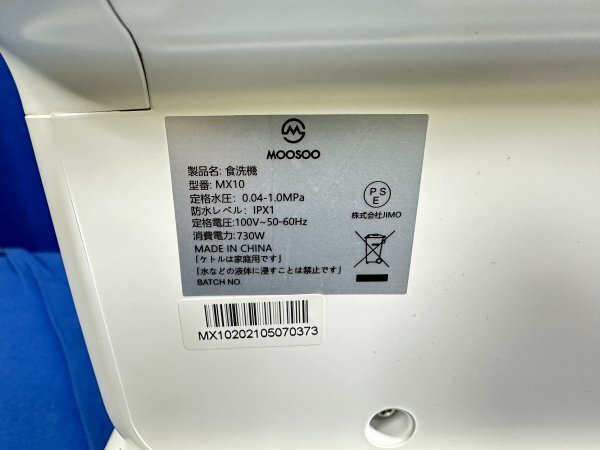 MOOSOO
製品名: 食洗機
型番: MX10
定格水圧: 0.04-1.0MPa
防水レベル: IPX1
定格電圧:100V~50-60Hz
消費電力:730W
MADE IN CHINA
「ケトルは家庭用です」
「水などの液体に浸すことは禁止です」
BATCH NO.
PS
E
株式会社JIMO
MX10202105070373